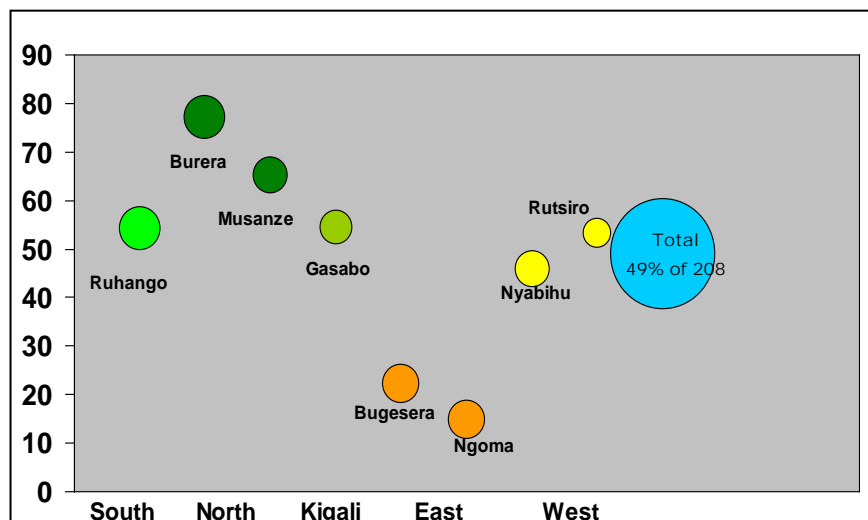 90
80
70
60
50
40
30
20
10
0
Burera
Musanze
Ruhango
Gasabo
Rutsiro
Total
49% of 208
Nyabihu
Bugesera
Ngoma
South North Kigali East West